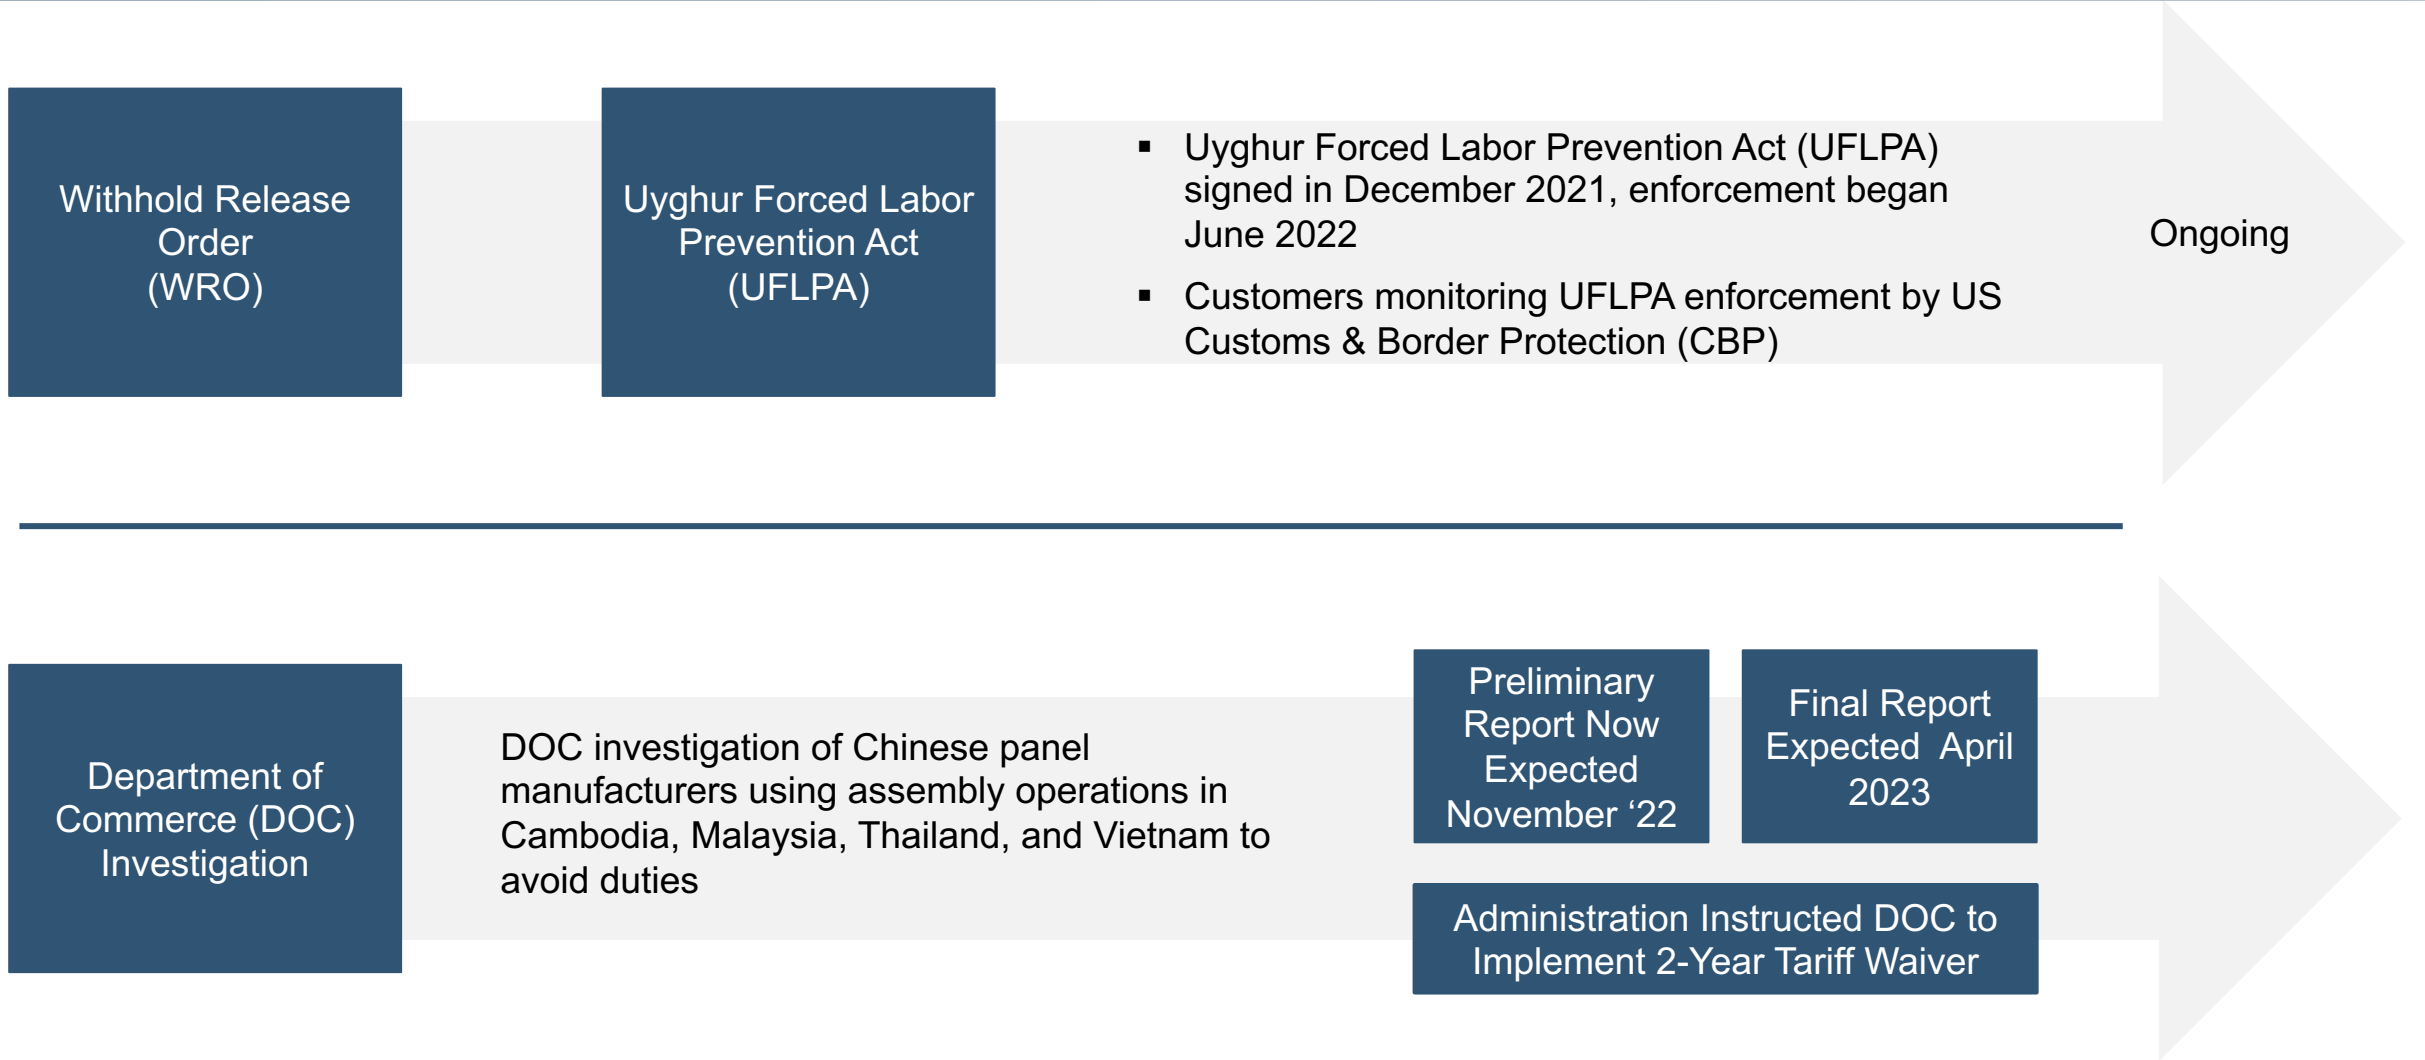 Withhold Release
Order
(WRO)
Uyghur Forced Labor
Prevention Act
(UFLPA)
▪ Uyghur Forced Labor Prevention Act (UFLPA)
signed in December 2021, enforcement began
June 2022
▪ Customers monitoring UFLPA enforcement by US
Customs & Border Protection (CBP)
Ongoing
Department of
Commerce (DOC)
Investigation
DOC investigation of Chinese panel
manufacturers using assembly operations in
Cambodia, Malaysia, Thailand, and Vietnam to
avoid duties
Preliminary
Report Now
Expected
November ‘22
Final Report
Expected April
2023
Administration Instructed DOC to
Implement 2-Year Tariff Waiver